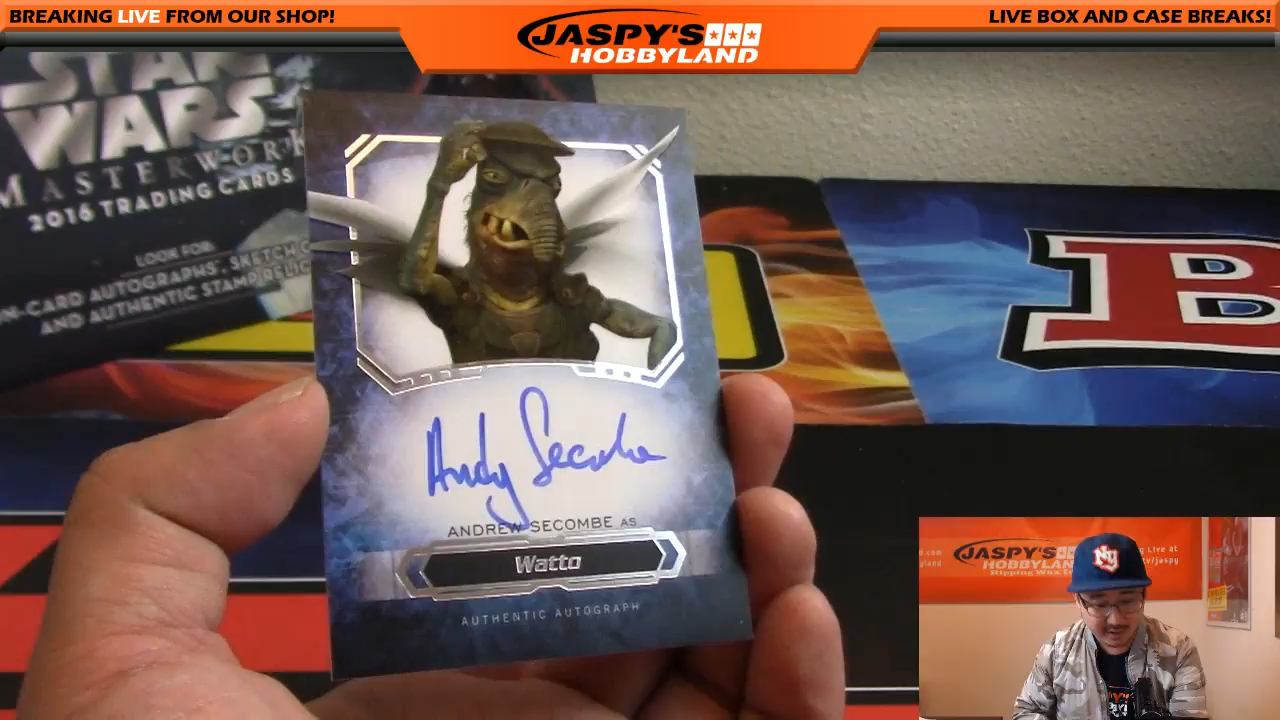 BREAKING LIVE FROM OUR SHOP!
JASPY'S
HOBBYLAND
LIVE BOX AND CASE BREAKS!
STAR
WARS
MASTERWORK
2016 TRADING CARDS
LOOK FOR:
N-CARD AUTOGRAPHS, SKETCH C
AND AUTHENTIC STAMP RELIC
B
Andy Secombe
ANDREW SECOMBE AS
Watto
AUTHENTIC AUTOGRAPH
JASPY'S
HOBBYLAND
NY